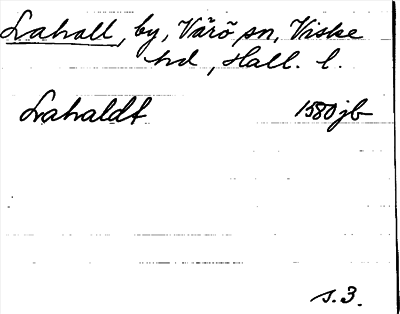 Lahall, by, Värö sn, Viske
hd, Hall. l.
Lahaldt 1580 jb
s. 3.